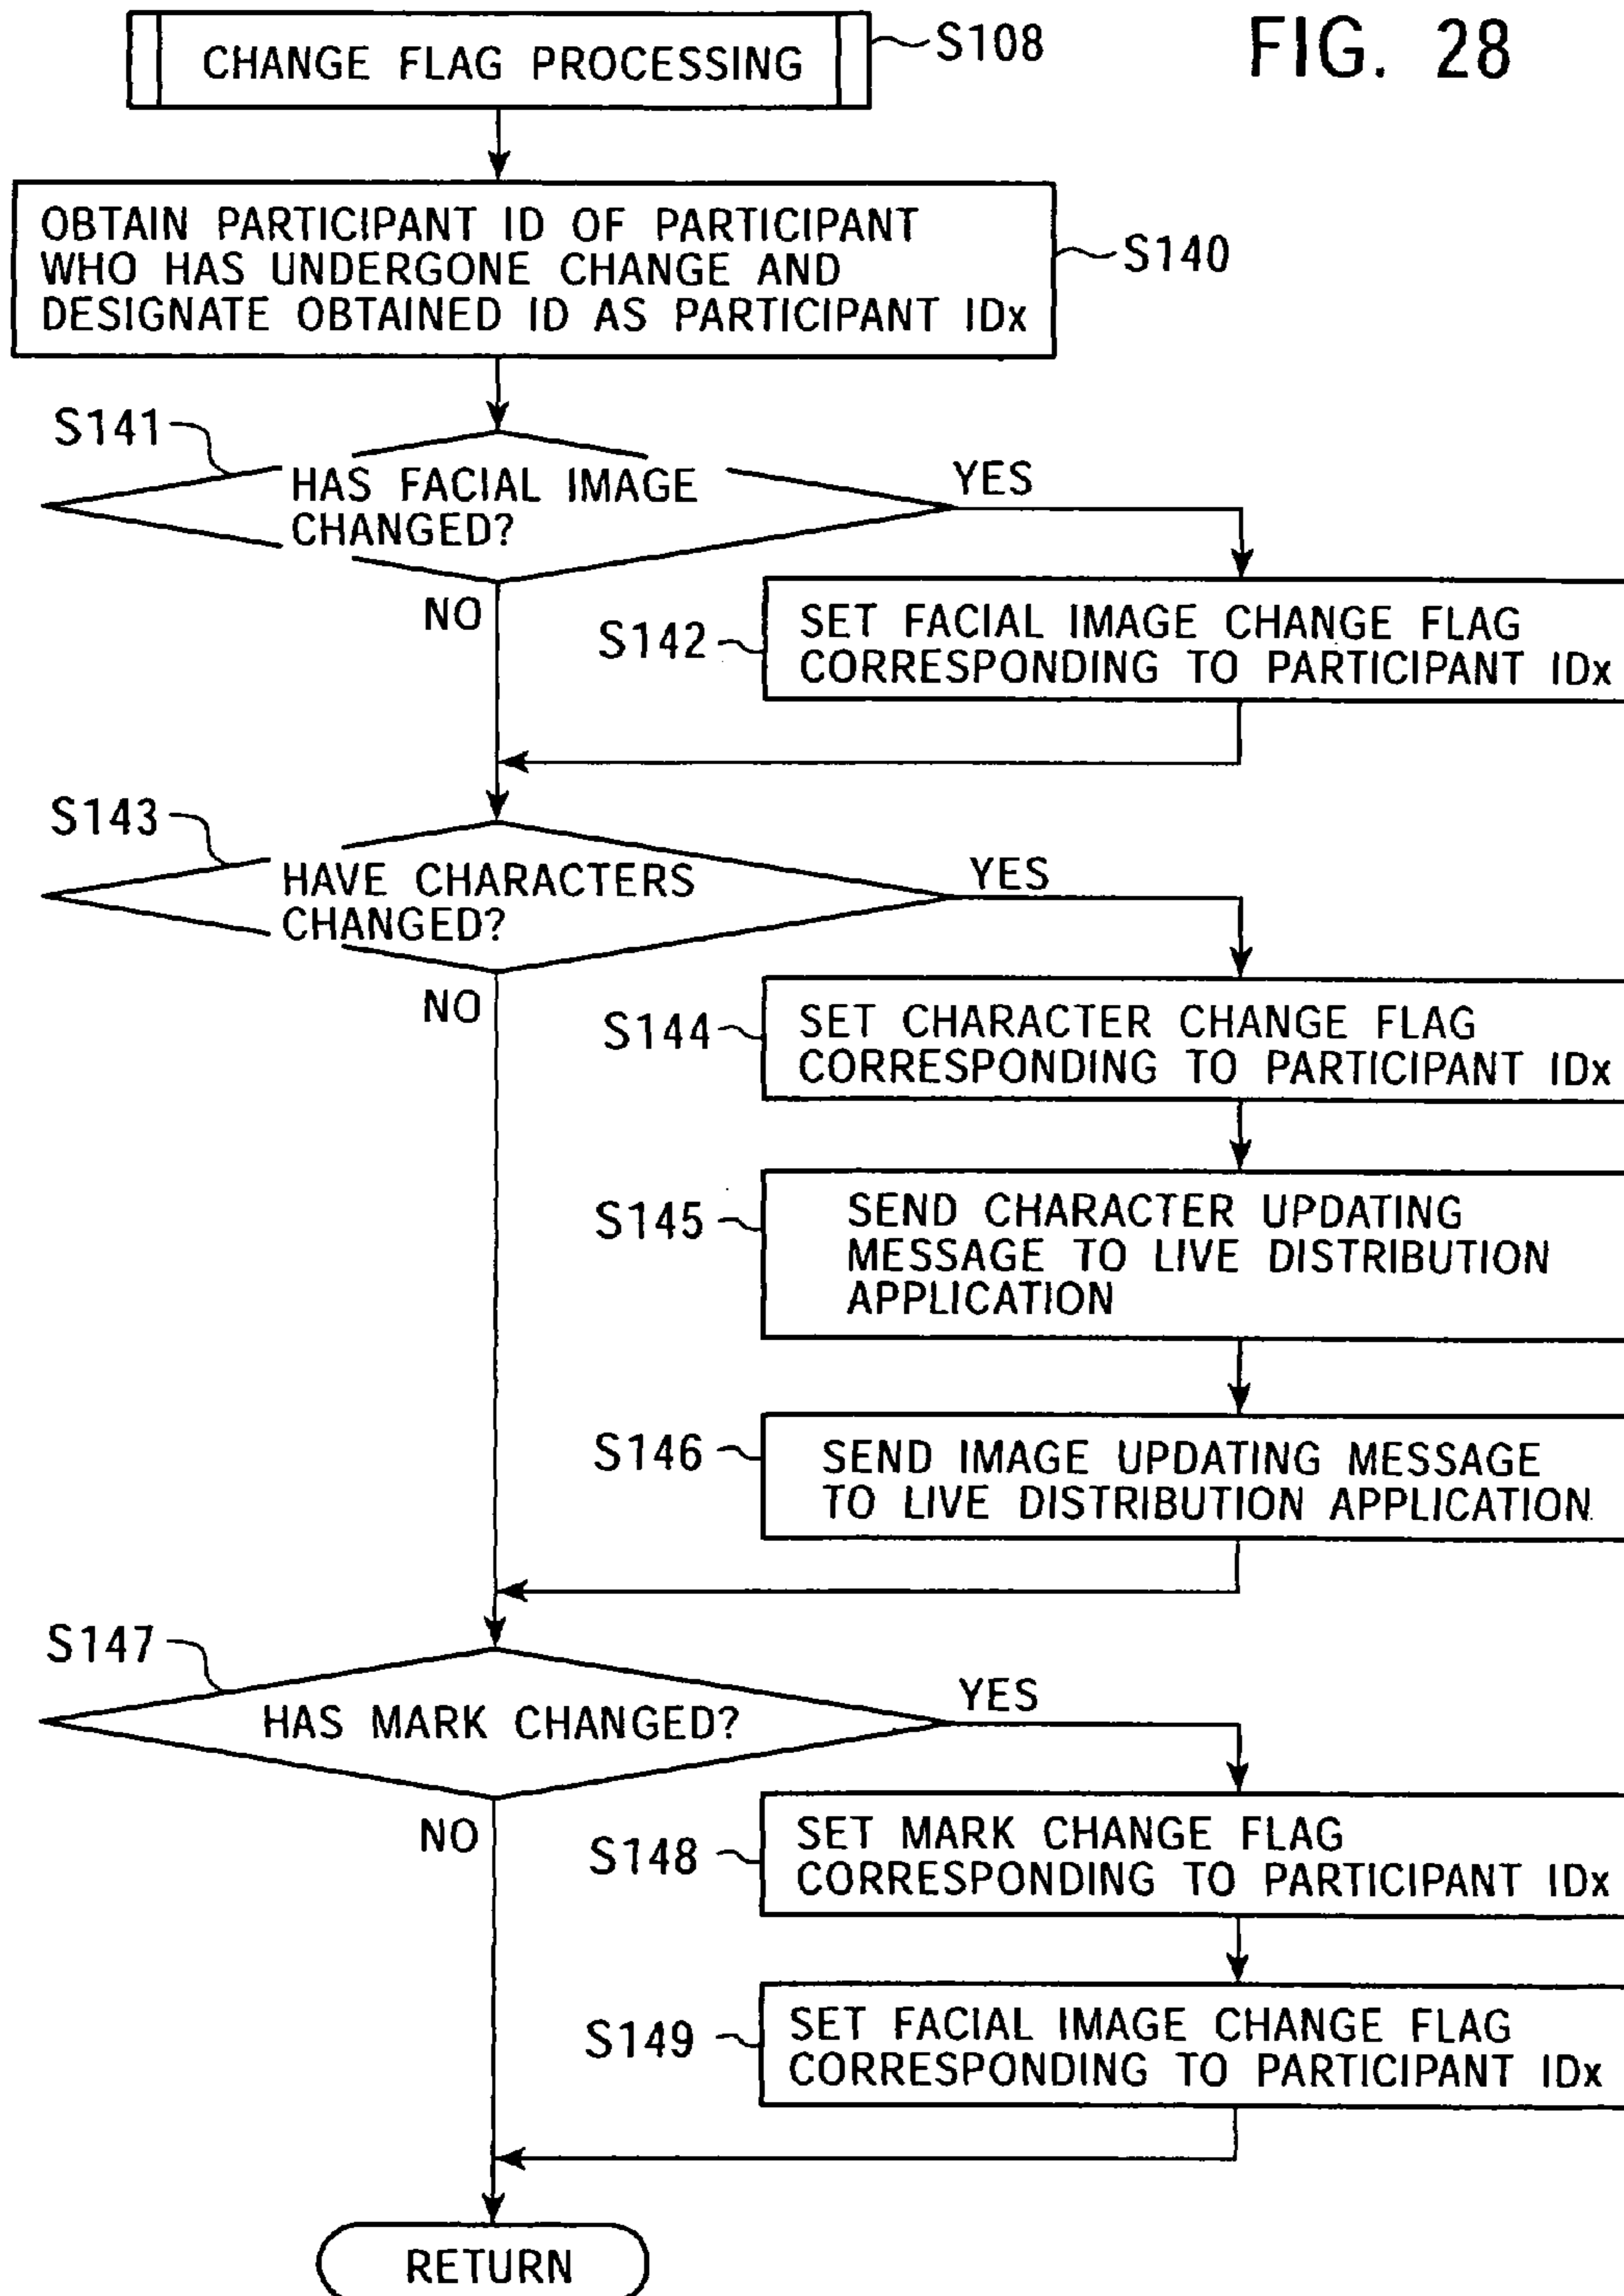 FIG. 28
CHANGE FLAG PROCESSING
S108
OBTAIN PARTICIPANT ID OF PARTICIPANT
WHO HAS UNDERGONE CHANGE AND
DESIGNATE OBTAINED ID AS PARTICIPANT IDx
S140
S141
HAS FACIAL IMAGE
CHANGED?
YES
NO
S142
SET FACIAL IMAGE CHANGE FLAG
CORRESPONDING TO PARTICIPANT IDx
S143
HAVE CHARACTERS
CHANGED?
YES
NO
S144
SET CHARACTER CHANGE FLAG
CORRESPONDING TO PARTICIPANT IDx
S145
SEND CHARACTER UPDATING
MESSAGE TO LIVE DISTRIBUTION
APPLICATION
S146
SEND IMAGE UPDATING MESSAGE
TO LIVE DISTRIBUTION APPLICATION
S147
HAS MARK CHANGED?
YES
NO
S148
SET MARK CHANGE FLAG
CORRESPONDING TO PARTICIPANT IDx
S149
SET FACIAL IMAGE CHANGE FLAG
CORRESPONDING TO PARTICIPANT IDx
RETURN